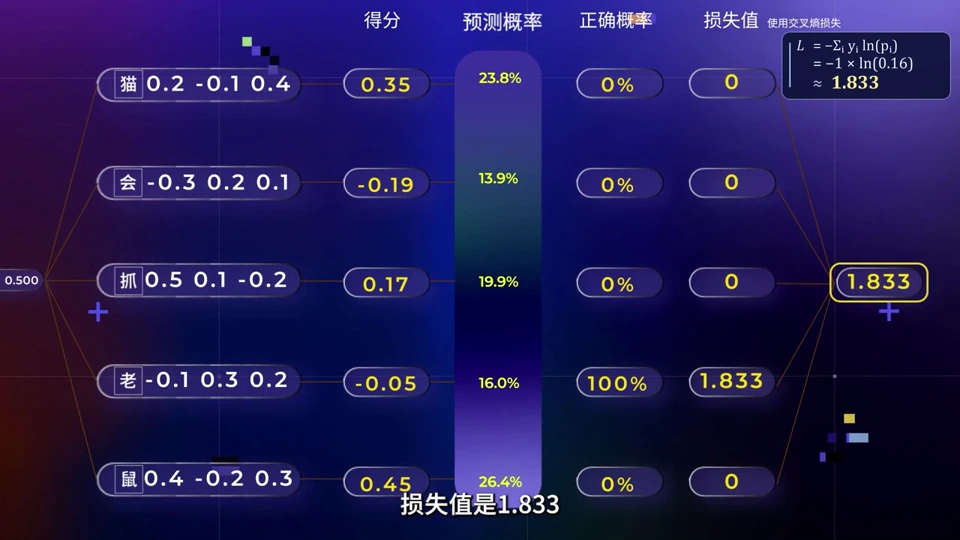 得分 预测概率 正确概率 损失值 使用交叉熵损失
L = −Σᵢ yᵢ ln(pᵢ)
= −1 × ln(0.16)
≈ 1.833
猫 0.2 -0.1 0.4 0.35 23.8% 0% 0
会 -0.3 0.2 0.1 -0.19 13.9% 0% 0
0.500 抓 0.5 0.1 -0.2 0.17 19.9% 0% 0 1.833
老 -0.1 0.3 0.2 -0.05 16.0% 100% 1.833
鼠 0.4 -0.2 0.3 0.45 26.4% 0% 0
损失值是1.833